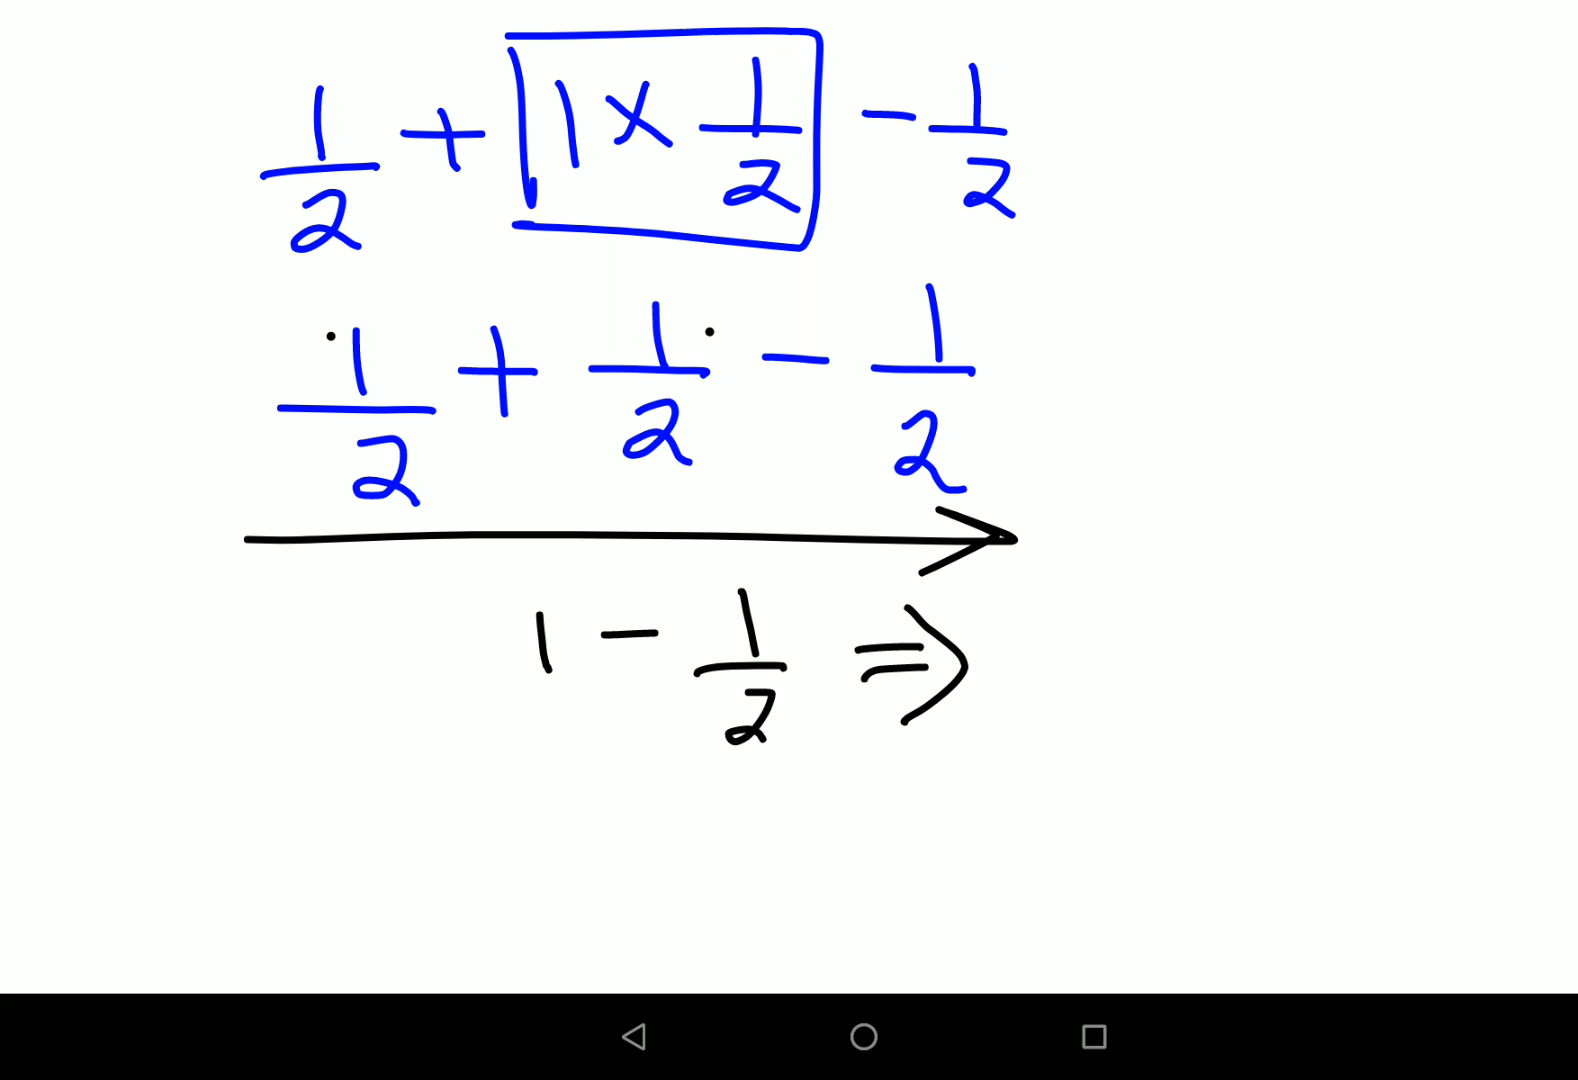 1/2 + 1 × 1/2 - 1/2
1/2 + 1/2 - 1/2
1 - 1/2 ⇒